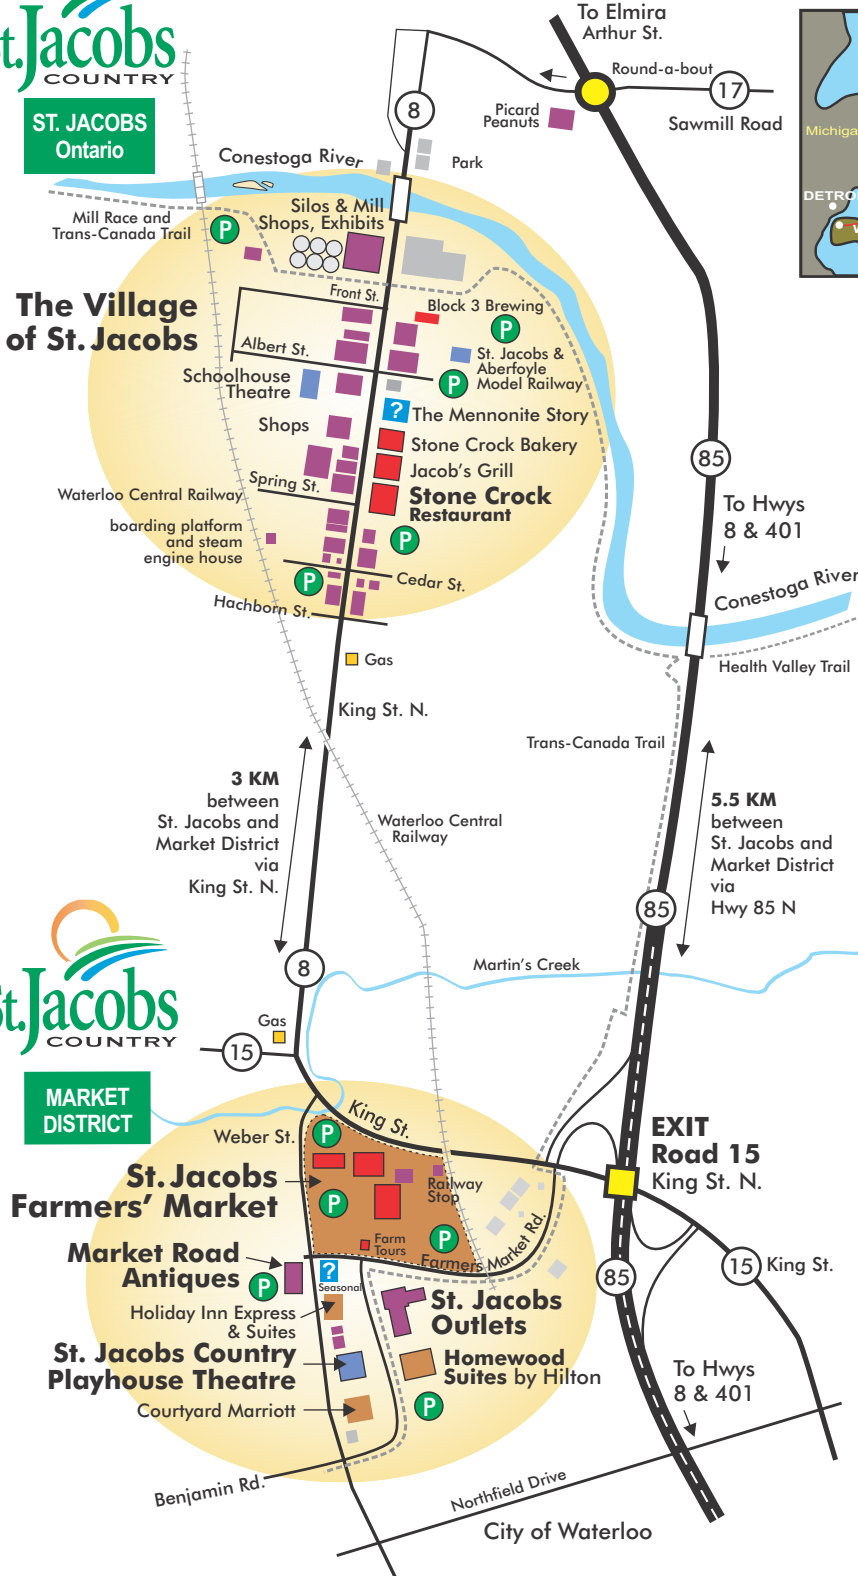 St.Jacobs
COUNTRY
ST. JACOBS
Ontario
To Elmira
Arthur St.
Round-a-bout
17
Sawmill Road
Picard
Peanuts
8
Park
Conestoga River
Michiga
DETRO
Mill Race and
Trans-Canada Trail
P
Silos & Mill
Shops, Exhibits
The Village
of St. Jacobs
Front St.
Block 3 Brewing
P
Albert St.
St. Jacobs &
Aberfoyle
Model Railway
P
Schoolhouse
Theatre
?
The Mennonite Story
Shops
Stone Crock Bakery
Jacob's Grill
Spring St.
Stone Crock
Restaurant
Waterloo Central Railway
boarding platform
and steam
engine house
P
P
Cedar St.
Hachborn St.
85
To Hwys
8 & 401
Conestoga River
Health Valley Trail
Gas
King St. N.
Trans-Canada Trail
3 KM
between
St. Jacobs and
Market District
via
King St. N.
Waterloo Central
Railway
5.5 KM
between
St. Jacobs and
Market District
via
Hwy 85 N
85
8
Martin's Creek
St.Jacobs
COUNTRY
Gas
15
MARKET
DISTRICT
Weber St.
P
King St.
EXIT
Road 15
King St. N.
St. Jacobs
Farmers' Market
P
Railway
Stop
P
Farm
Tours
Farmers Market Rd.
Market Road
Antiques
P
?
Seasonal
85
15
King St.
Holiday Inn Express
& Suites
St. Jacobs
Outlets
St. Jacobs Country
Playhouse Theatre
Homewood
Suites by Hilton
Courtyard Marriott
P
To Hwys
8 & 401
Benjamin Rd.
Northfield Drive
City of Waterloo